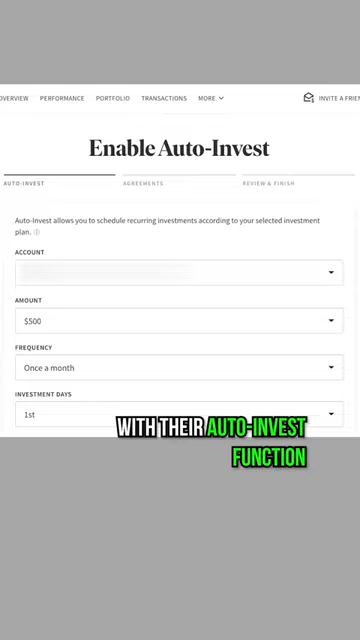 OVERVIEW PERFORMANCE PORTFOLIO TRANSACTIONS MORE INVITE A FRIEN
Enable Auto-Invest
AUTO-INVEST AGREEMENTS REVIEW & FINISH
Auto-Invest allows you to schedule recurring investments according to your selected investment
plan.
ACCOUNT
AMOUNT
$500
FREQUENCY
Once a month
INVESTMENT DAYS
1st
WITH THEIR AUTO-INVEST
FUNCTION